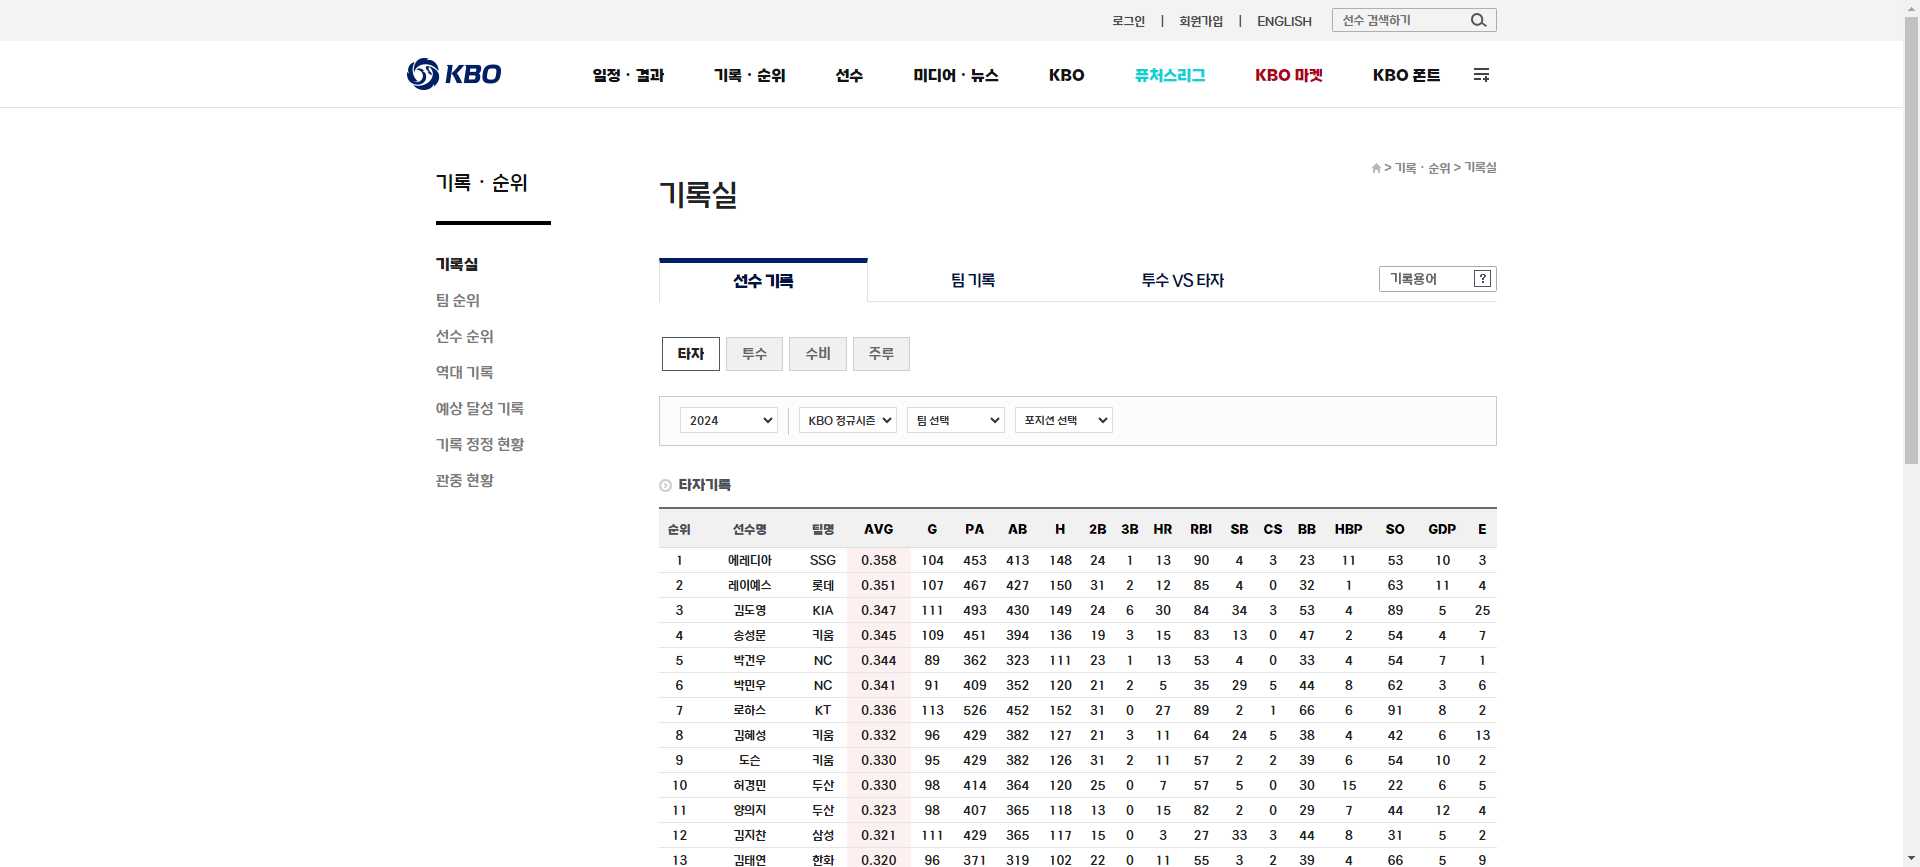 로그인 | 회원가입 | ENGLISH 선수 검색하기
KBO 일정 · 결과 기록 · 순위 선수 미디어 · 뉴스 KBO 퓨처스리그 KBO 마켓 KBO 폰트
> 기록 · 순위 > 기록실
기록 · 순위
기록실
팀 순위
선수 순위
역대 기록
예상 달성 기록
기록 정정 현황
관중 현황
기록실
선수 기록 팀 기록 투수 VS 타자 기록용어 ?
타자 투수 수비 주루
2024 KBO 정규시즌 팀 선택 포지션 선택
타자기록
순위 선수명 팀명 AVG G PA AB H 2B 3B HR RBI SB CS BB HBP SO GDP E
1 에레디아 SSG 0.358 104 453 413 148 24 1 13 90 4 3 23 11 53 10 3
2 레이예스 롯데 0.351 107 467 427 150 31 2 12 85 4 0 32 1 63 11 4
3 김도영 KIA 0.347 111 493 430 149 24 6 30 84 34 3 53 4 89 5 25
4 송성문 키움 0.345 109 451 394 136 19 3 15 83 13 0 47 2 54 4 7
5 박건우 NC 0.344 89 362 323 111 23 1 13 53 4 0 33 4 54 7 1
6 박민우 NC 0.341 91 409 352 120 21 2 5 35 29 5 44 8 62 3 6
7 로하스 KT 0.336 113 526 452 152 31 0 27 89 2 1 66 6 91 8 2
8 김혜성 키움 0.332 96 429 382 127 21 3 11 64 24 5 38 4 42 6 13
9 도슨 키움 0.330 95 429 382 126 31 2 11 57 2 2 39 6 54 10 2
10 허경민 두산 0.330 98 414 364 120 25 0 7 57 5 0 30 15 22 6 5
11 양의지 두산 0.323 98 407 365 118 13 0 15 82 2 0 29 7 44 12 4
12 김지찬 삼성 0.321 111 429 365 117 15 0 3 27 33 3 44 8 31 5 2
13 김태연 한화 0.320 96 371 319 102 22 0 11 55 3 2 39 4 66 5 9